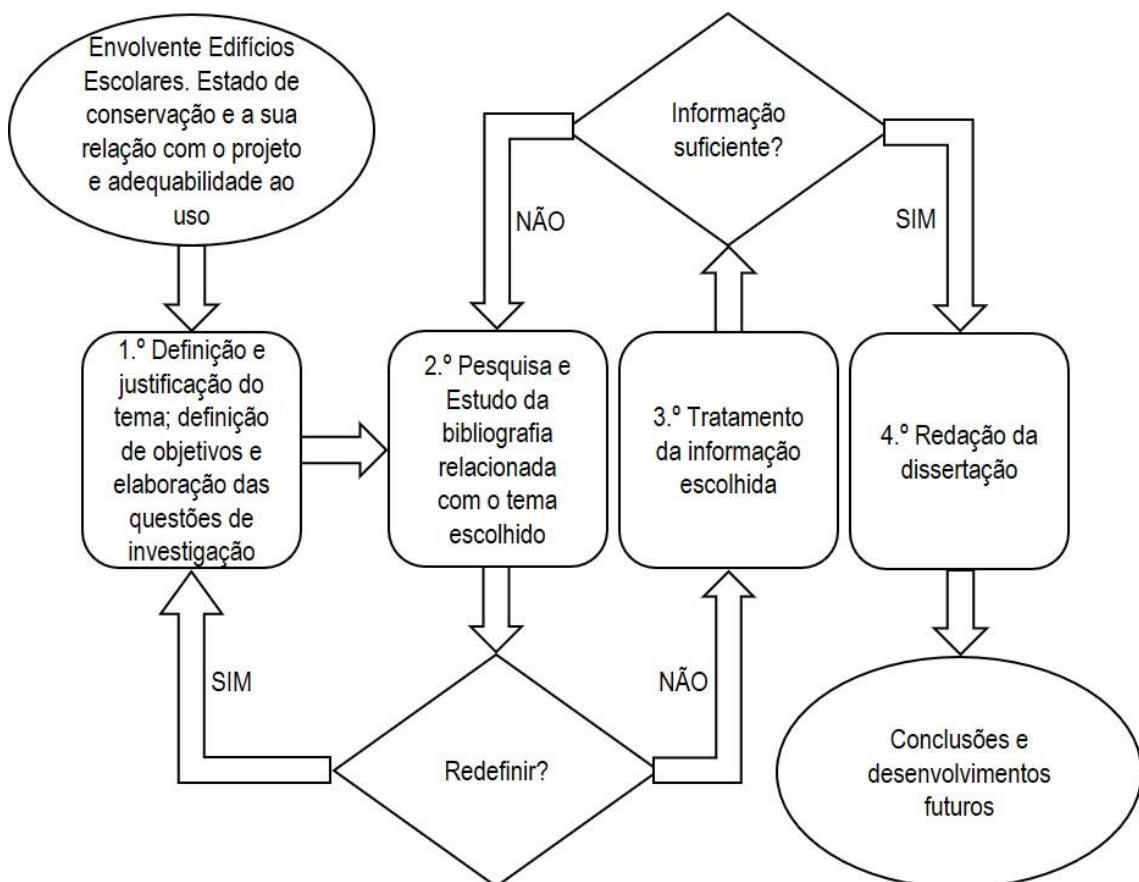 Envolvente Edifícios
Escolares. Estado de
conservação e a sua
relação com o projeto
e adequabilidade ao
uso
1.º Definição e
justificação do
tema; definição
de objetivos e
elaboração das
questões de
investigação
2.º Pesquisa e
Estudo da
bibliografia
relacionada
com o tema
escolhido
Redefinir?
SIM
NÃO
3.º Tratamento
da informação
escolhida
Informação
suficiente?
NÃO
SIM
4.º Redação da
dissertação
Conclusões e
desenvolvimentos
futuros